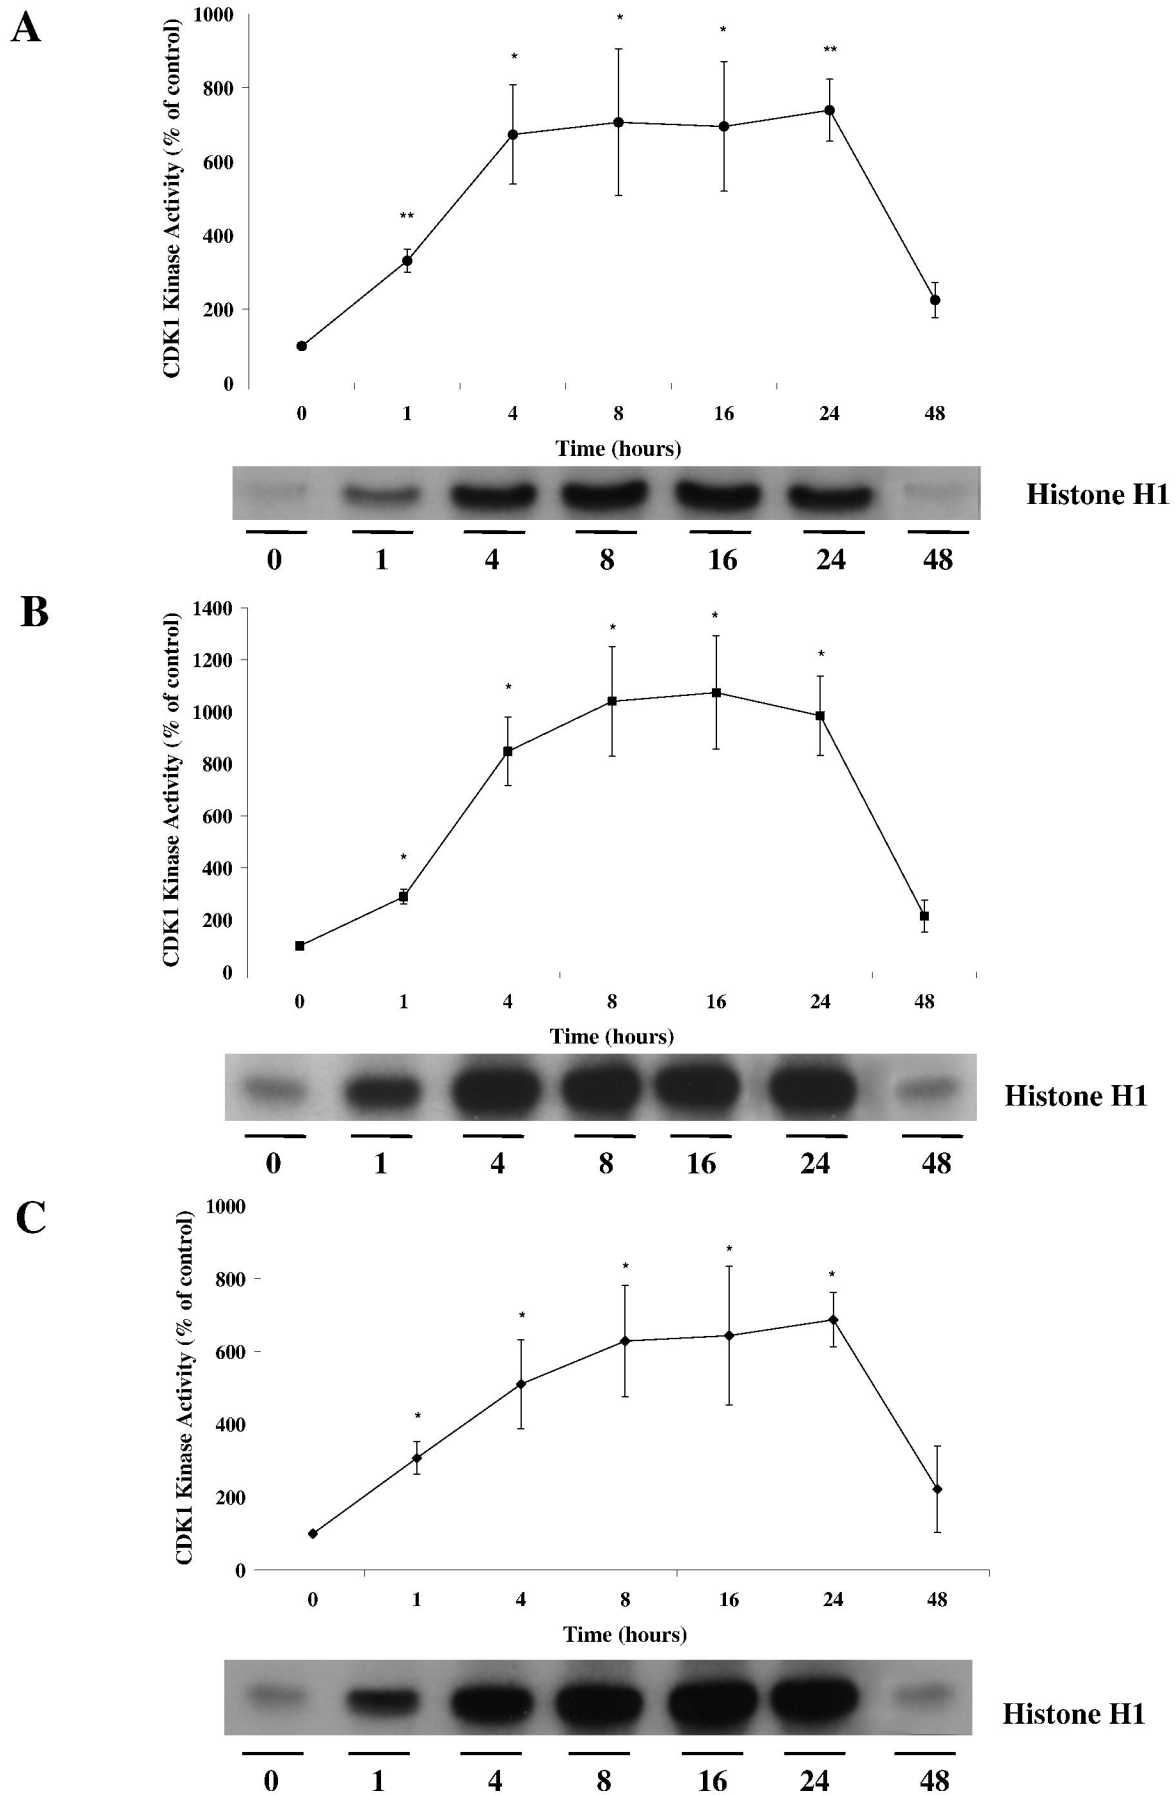 A
CDK1 Kinase Activity (% of control)
1000
800
600
400
200
0
* * * **
**
0 1 4 8 16 24 48
Time (hours)
Histone H1
0 1 4 8 16 24 48
B
CDK1 Kinase Activity (% of control)
1400
1200
1000
800
600
400
200
0
* * * *
*
0 1 4 8 16 24 48
Time (hours)
Histone H1
0 1 4 8 16 24 48
C
CDK1 Kinase Activity (% of control)
1000
800
600
400
200
0
* * * *
*
0 1 4 8 16 24 48
Time (hours)
Histone H1
0 1 4 8 16 24 48